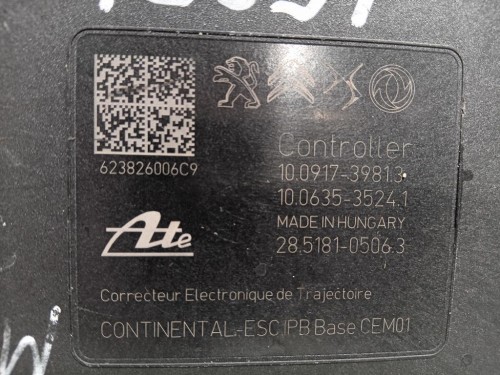 623826006C9
Controller
10.0917-3981.3
10.0635-3524.1
MADE IN HUNGARY
28.5181-0506.3
Ate
Correcteur Electronique de Trajectoire
CONTINENTAL-ESC IPB Base CEM01